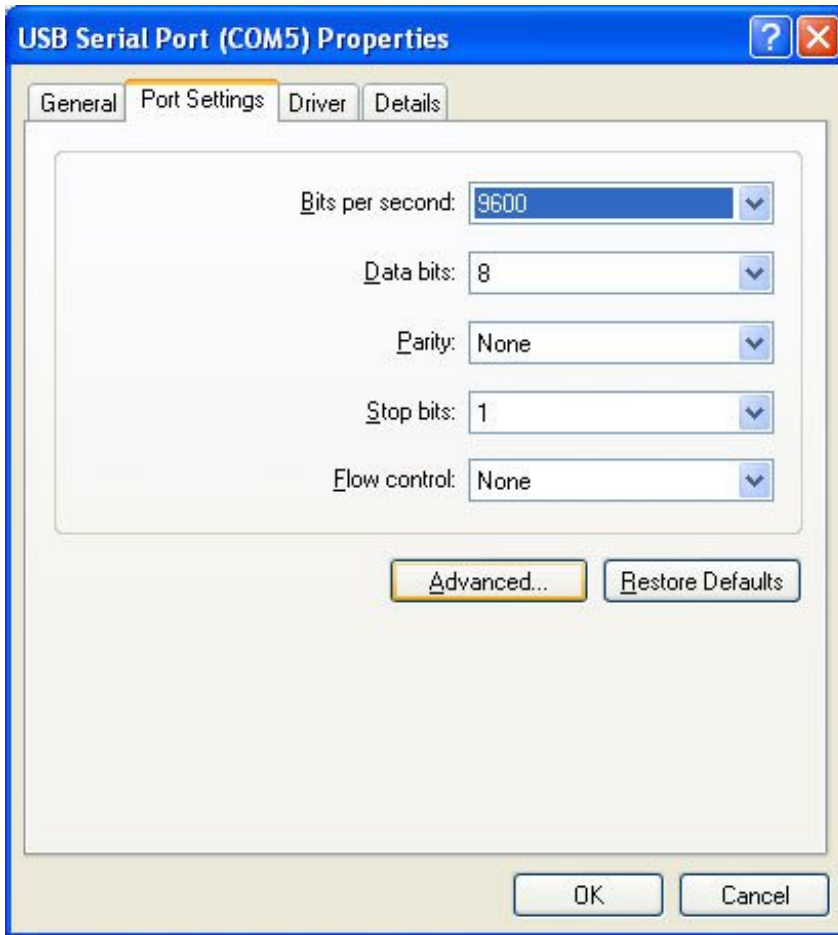 USB Serial Port (COM5) Properties
General Port Settings Driver Details
Bits per second: 9600
Data bits: 8
Parity: None
Stop bits: 1
Flow control: None
Advanced... Restore Defaults
OK Cancel